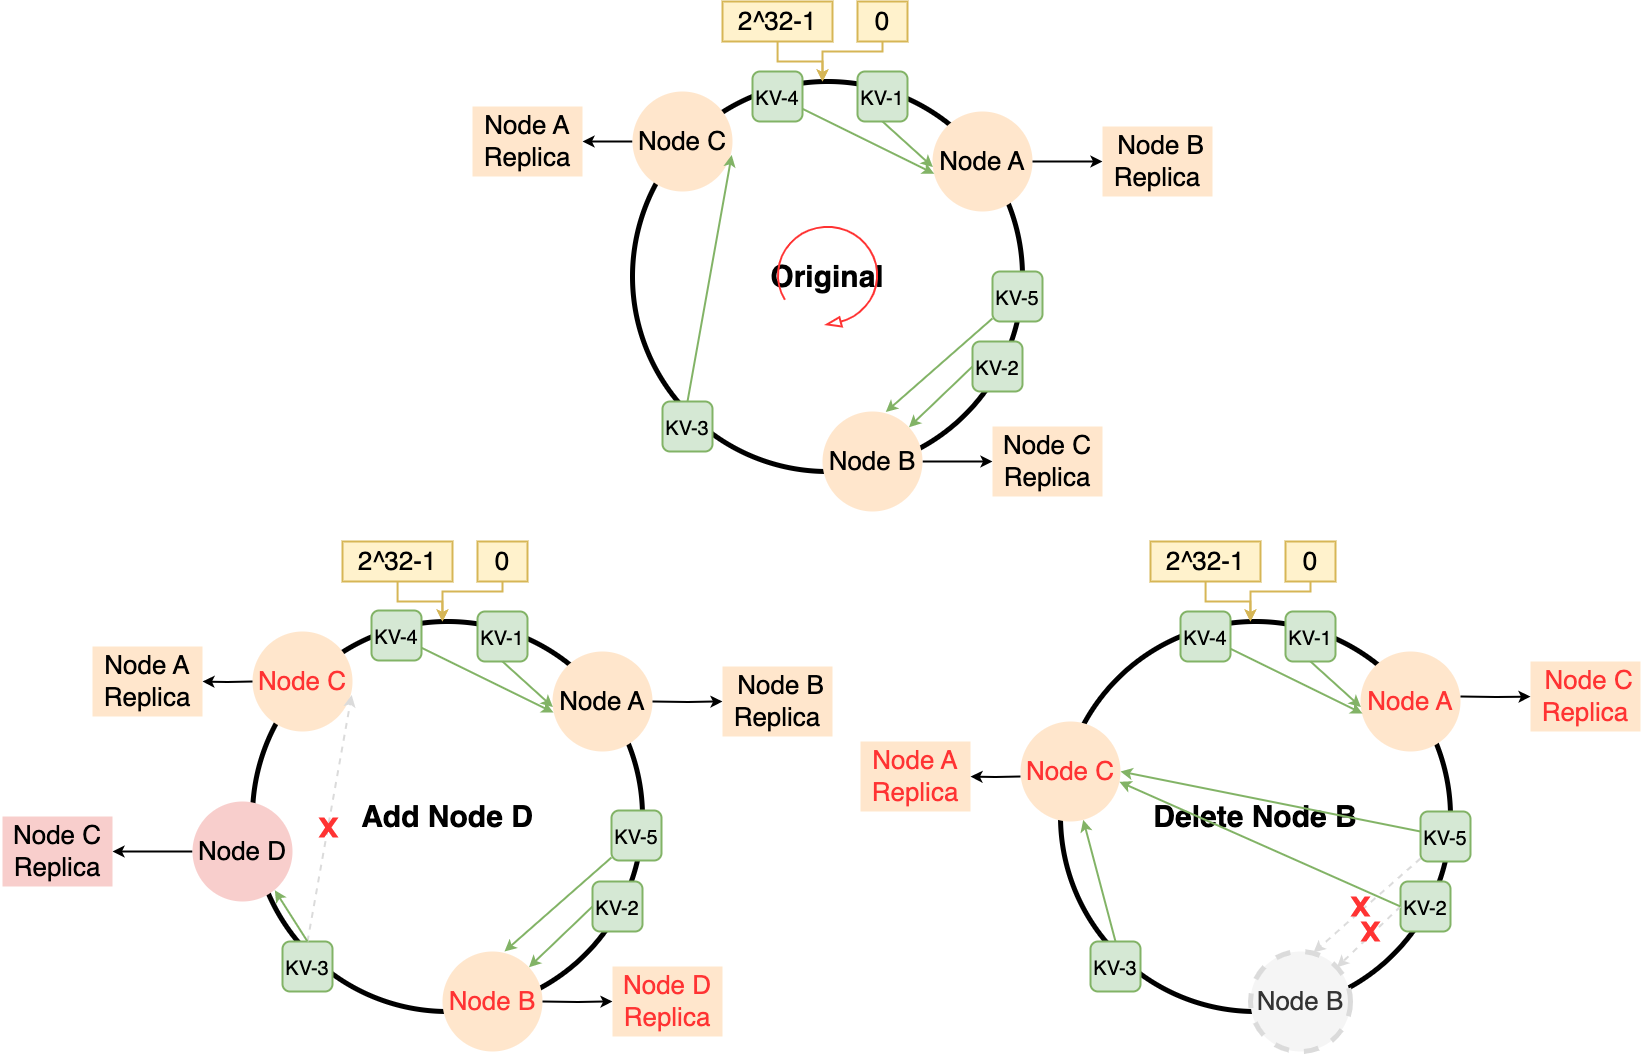 2^32-1
0
KV-4
KV-1
Node A
Replica
Node C
Node A
Node B
Replica
Original
KV-5
KV-2
KV-3
Node B
Node C
Replica
2^32-1
0
KV-4
KV-1
Node A
Replica
Node C
Node A
Node B
Replica
X
Add Node D
KV-5
Node C
Replica
Node D
KV-2
KV-3
Node B
Node D
Replica
2^32-1
0
KV-4
KV-1
Node A
Node C
Replica
Node A
Replica
Node C
Delete Node B
KV-5
X
KV-2
X
KV-3
Node B